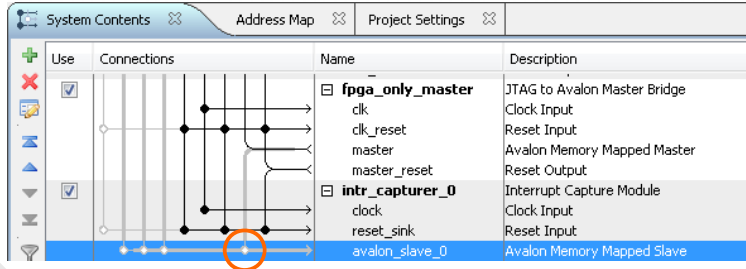 System Contents Address Map Project Settings
Use Connections Name Description
fpga_only_master JTAG to Avalon Master Bridge
clk Clock Input
clk_reset Reset Input
master Avalon Memory Mapped Master
master_reset Reset Output
intr_capturer_0 Interrupt Capture Module
clock Clock Input
reset_sink Reset Input
avalon_slave_0 Avalon Memory Mapped Slave